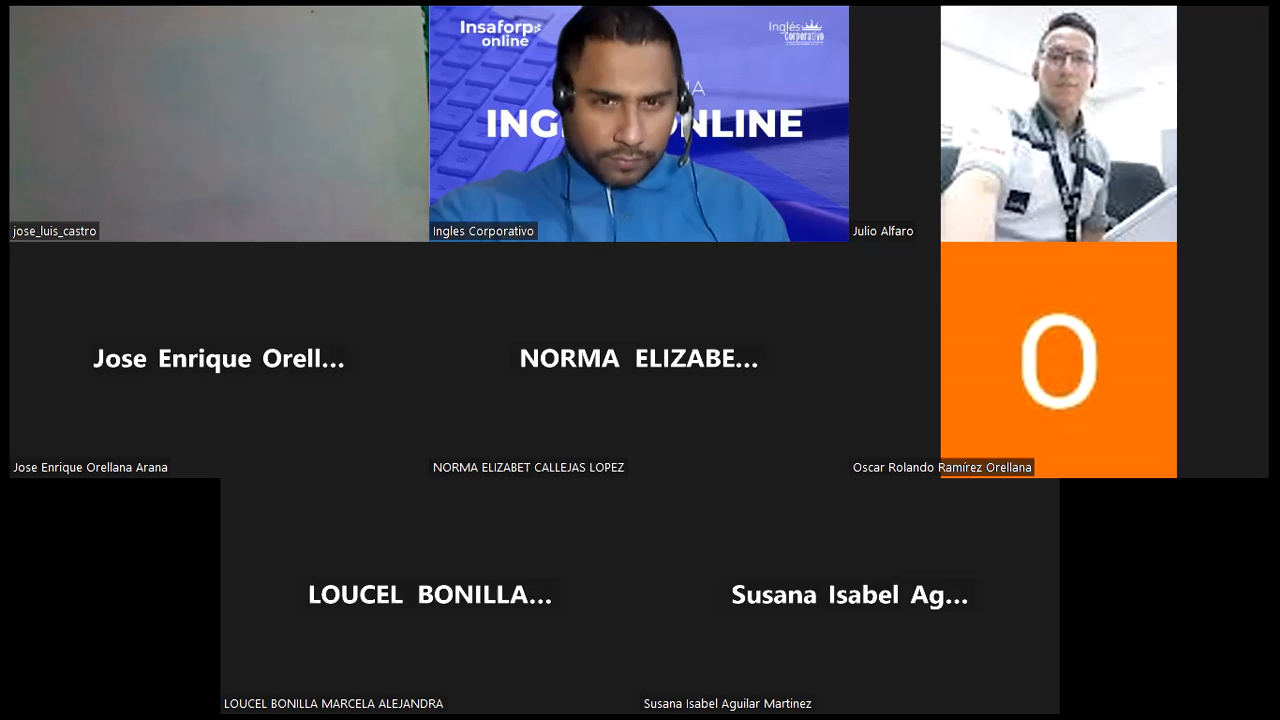 Insaforp
online
Inglés
Corporativo
MA
ING
ONLINE
jose_luis_castro
Ingles Corporativo
Julio Alfaro
Jose Enrique Orell...
NORMA ELIZABE...
O
Jose Enrique Orellana Arana
NORMA ELIZABET CALLEJAS LOPEZ
Oscar Rolando Ramírez Orellana
LOUCEL BONILLA...
Susana Isabel Ag...
LOUCEL BONILLA MARCELA ALEJANDRA
Susana Isabel Aguilar Martinez